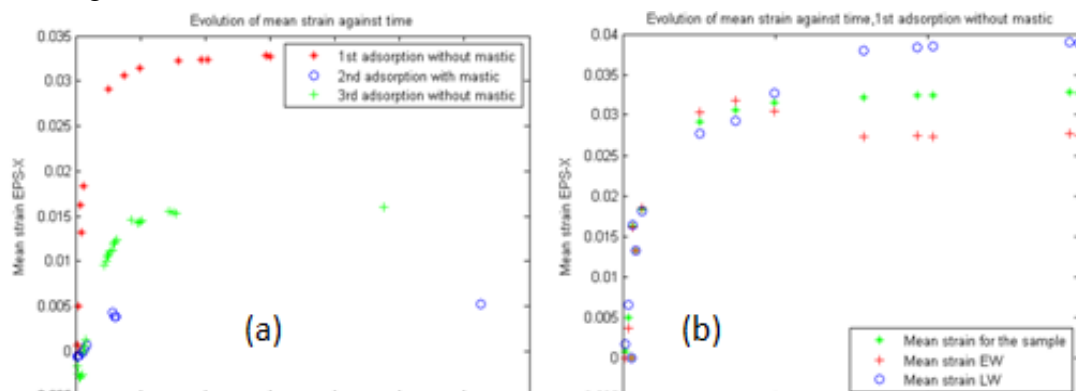 Evolution of mean strain against time
0.035
0.03
0.025
0.02
0.015
0.01
0.005
0
Mean strain EPS-X
1st adsorption without mastic
2nd adsorption with mastic
3rd adsorption without mastic
(a)
Evolution of mean strain against time,1st adsorption without mastic
0.04
0.035
0.03
0.025
0.02
0.015
0.01
0.005
0
Mean strain EPS-X
(b)
Mean strain for the sample
Mean strain EW
Mean strain LW